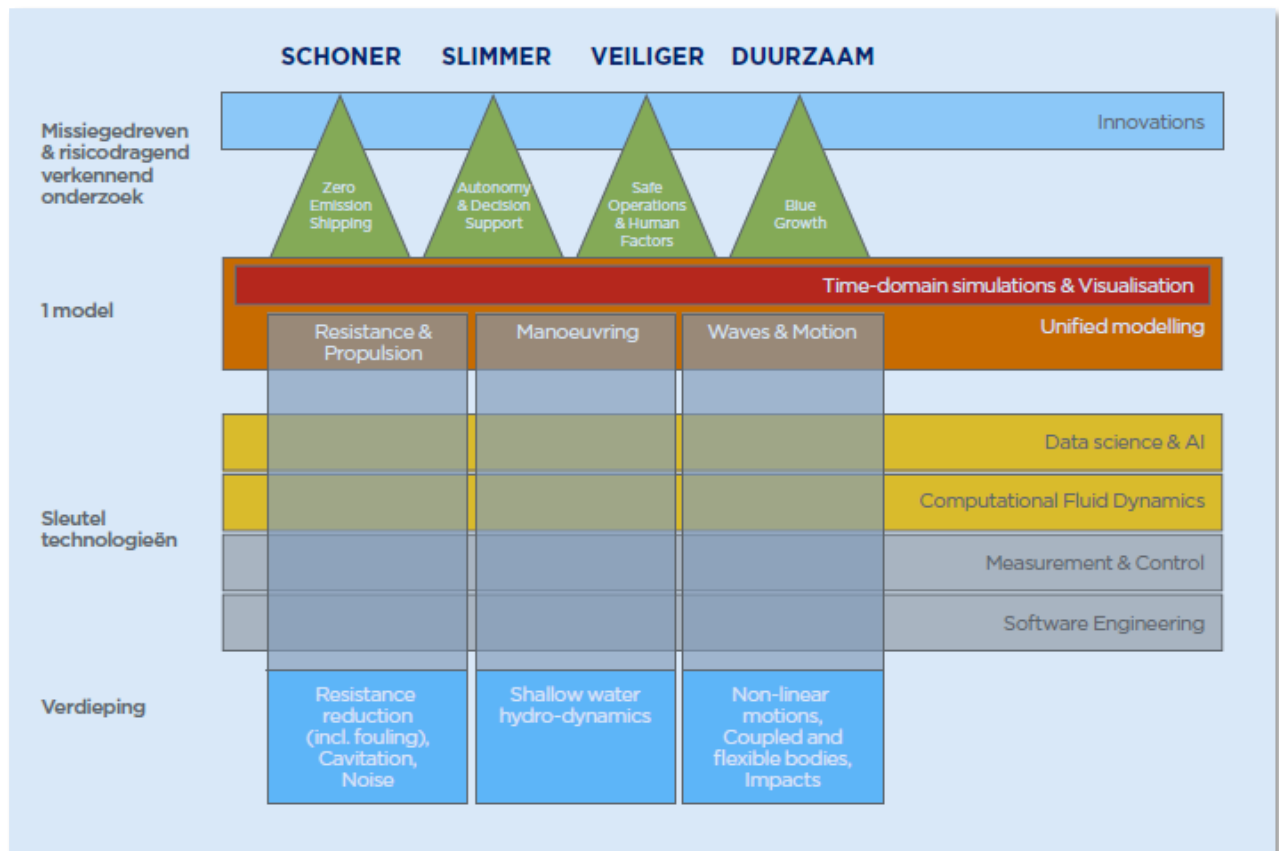 SCHONER SLIMMER VEILIGER DUURZAAM
Missiegedreven
& risicodragend
verkennend
onderzoek
Innovations
Zero
Emission
Shipping
Autonomy
& Decision
Support
Safe
Operations
& Human
Factors
Blue
Growth
1 model
Time-domain simulations & Visualisation
Unified modelling
Resistance &
Propulsion
Manoeuvring
Waves & Motion
Sleutel
technologieën
Data science & AI
Computational Fluid Dynamics
Measurement & Control
Software Engineering
Verdieping
Resistance
reduction
(incl. fouling),
Cavitation,
Noise
Shallow water
hydro-dynamics
Non-linear
motions,
Coupled and
flexible bodies,
Impacts